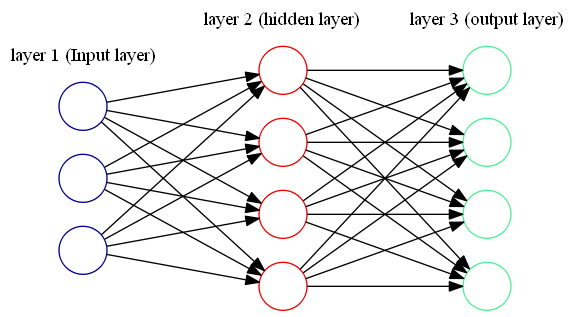 layer 1 (Input layer)
layer 2 (hidden layer)
layer 3 (output layer)